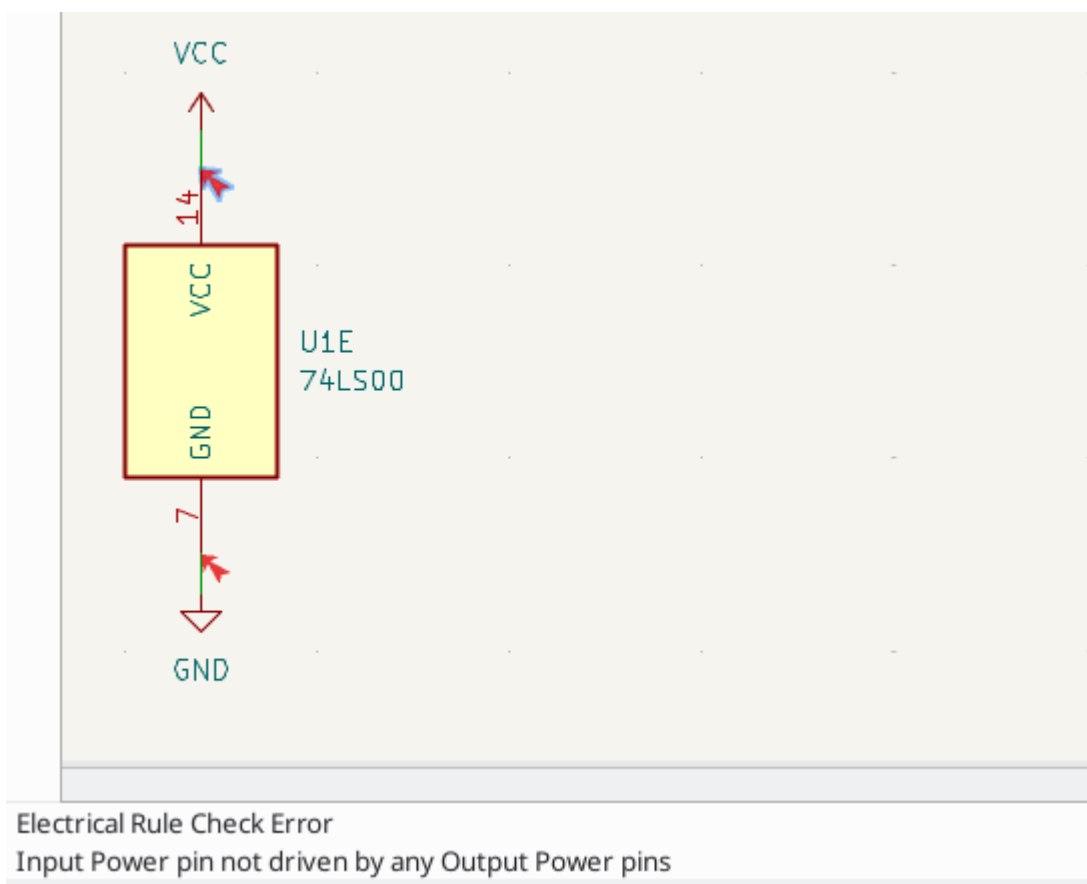 VCC
14
VCC
U1E
74LS00
GND
7
GND
Electrical Rule Check Error
Input Power pin not driven by any Output Power pins